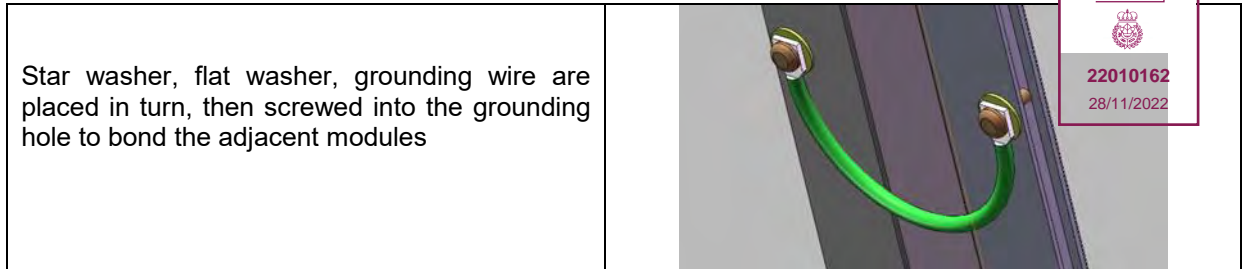 Star washer, flat washer, grounding wire are
placed in turn, then screwed into the grounding
hole to bond the adjacent modules
22010162
28/11/2022